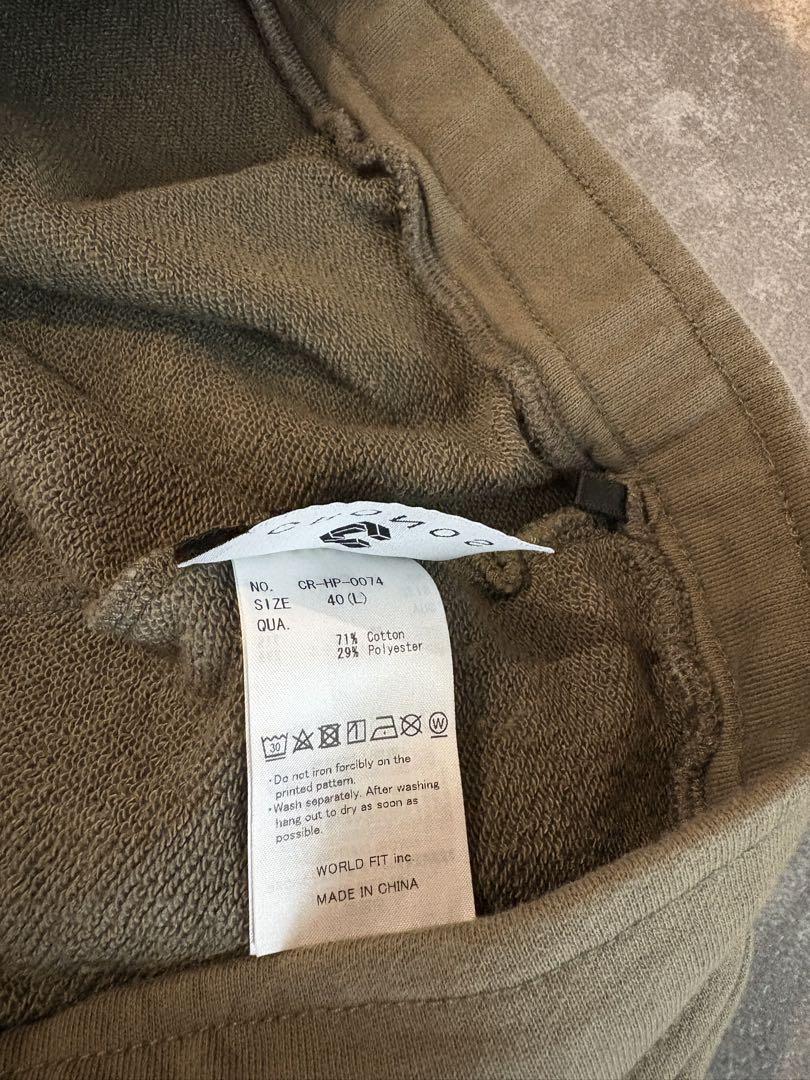 NO. CR-HP-0074
SIZE 40(L)
QUA.
71% Cotton
29% Polyester
30
W
·Do not iron forcibly on the
printed pattern.
·Wash separately. After washing
hang out to dry as soon as
possible.
WORLD FIT inc.
MADE IN CHINA